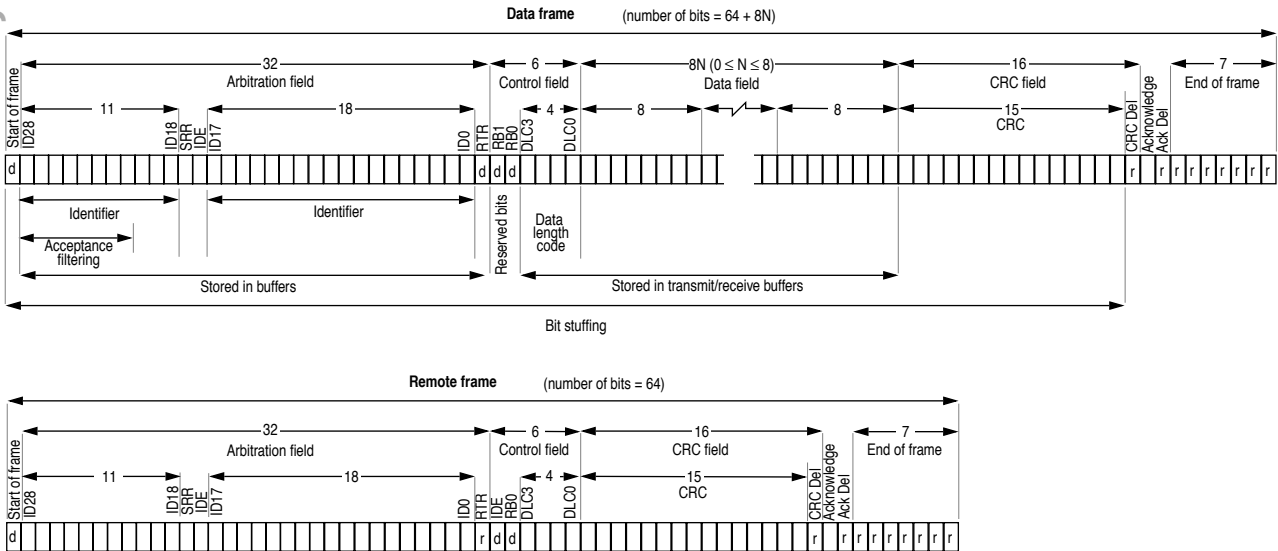 Data frame (number of bits = 64 + 8N)
32
Arbitration field
6
Control field
8N (0 ≤ N ≤ 8)
Data field
16
CRC field
7
End of frame
11
18
4
8
8
15
CRC
Start of frame
ID28
ID18
SRR
IDE
ID17
ID0
RTR
RB1
RB0
DLC3
DLC0
CRC Del
Acknowledge
Ack Del
d
d d d
r
r r r r r r r r
Identifier
Identifier
Reserved bits
Data
length
code
Acceptance
filtering
Stored in buffers
Stored in transmit/receive buffers
Bit stuffing
Remote frame (number of bits = 64)
32
Arbitration field
6
Control field
16
CRC field
7
End of frame
11
18
4
15
CRC
Start of frame
ID28
ID18
SRR
IDE
ID17
ID0
RTR
IDE
RB0
DLC3
DLC0
CRC Del
Acknowledge
Ack Del
d
r d d
r
r r r r r r r r